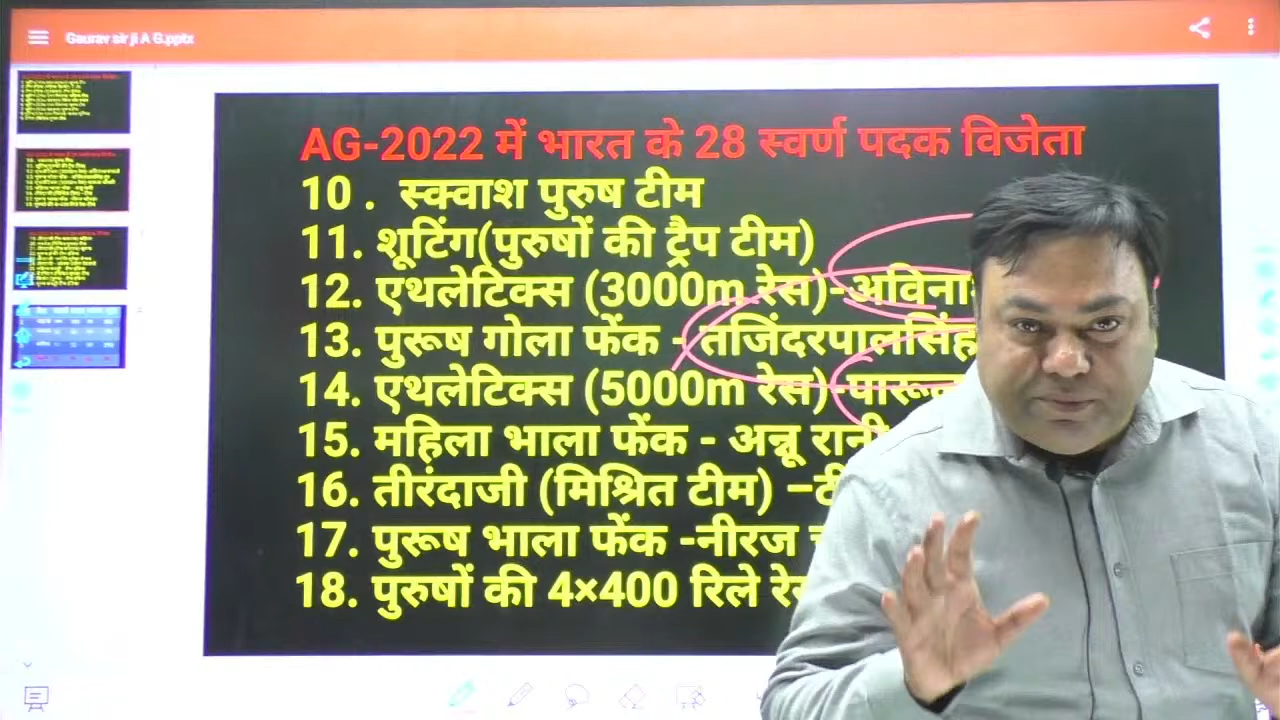 Gaurav sir ji A G.pptx
AG-2022 में भारत के 28 स्वर्ण पदक विजेता
10 . स्क्वाश पुरुष टीम
11. शूटिंग(पुरुषों की ट्रैप टीम)
12. एथलेटिक्स (3000m रेस)-अविना
13. पुरूष गोला फेंक - तजिंदरपालसिंह
14. एथलेटिक्स (5000m रेस)-पारू
15. महिला भाला फेंक - अन्नू रानी
16. तीरंदाजी (मिश्रित टीम) –
17. पुरूष भाला फेंक -नीरज
18. पुरुषों की 4×400 रिले रे